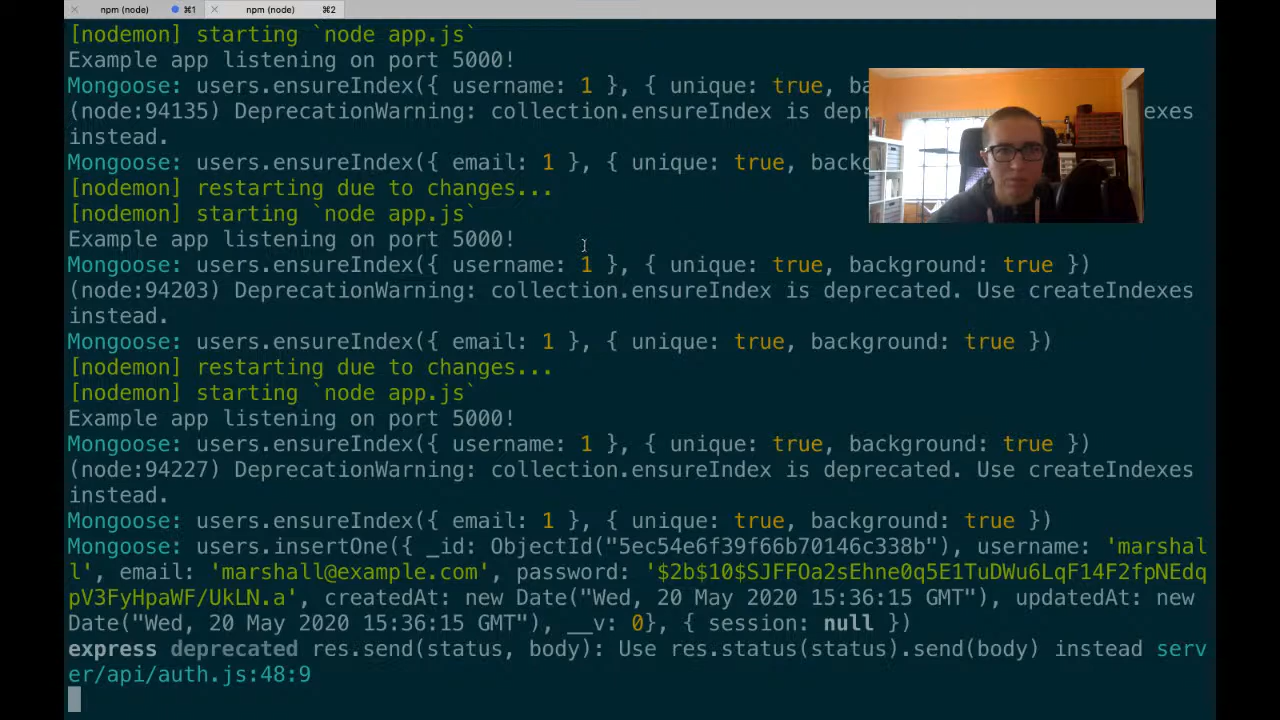 npm (node) ⌘1 npm (node) ⌘2
[nodemon] starting `node app.js`
Example app listening on port 5000!
Mongoose: users.ensureIndex({ username: 1 }, { unique: true, ba
(node:94135) DeprecationWarning: collection.ensureIndex is dep exes
instead.
Mongoose: users.ensureIndex({ email: 1 }, { unique: true, backg
[nodemon] restarting due to changes...
[nodemon] starting `node app.js`
Example app listening on port 5000!
Mongoose: users.ensureIndex({ username: 1 }, { unique: true, background: true })
(node:94203) DeprecationWarning: collection.ensureIndex is deprecated. Use createIndexes
instead.
Mongoose: users.ensureIndex({ email: 1 }, { unique: true, background: true })
[nodemon] restarting due to changes...
[nodemon] starting `node app.js`
Example app listening on port 5000!
Mongoose: users.ensureIndex({ username: 1 }, { unique: true, background: true })
(node:94227) DeprecationWarning: collection.ensureIndex is deprecated. Use createIndexes
instead.
Mongoose: users.ensureIndex({ email: 1 }, { unique: true, background: true })
Mongoose: users.insertOne({ _id: ObjectId("5ec54e6f39f66b70146c338b"), username: 'marshal
l', email: 'marshall@example.com', password: '$2b$10$SJFFOa2sEhne0q5E1TuDWu6LqF14F2fpNEdq
pV3FyHpaWF/UkLN.a', createdAt: new Date("Wed, 20 May 2020 15:36:15 GMT"), updatedAt: new
Date("Wed, 20 May 2020 15:36:15 GMT"), __v: 0}, { session: null })
express deprecated res.send(status, body): Use res.status(status).send(body) instead serv
er/api/auth.js:48:9